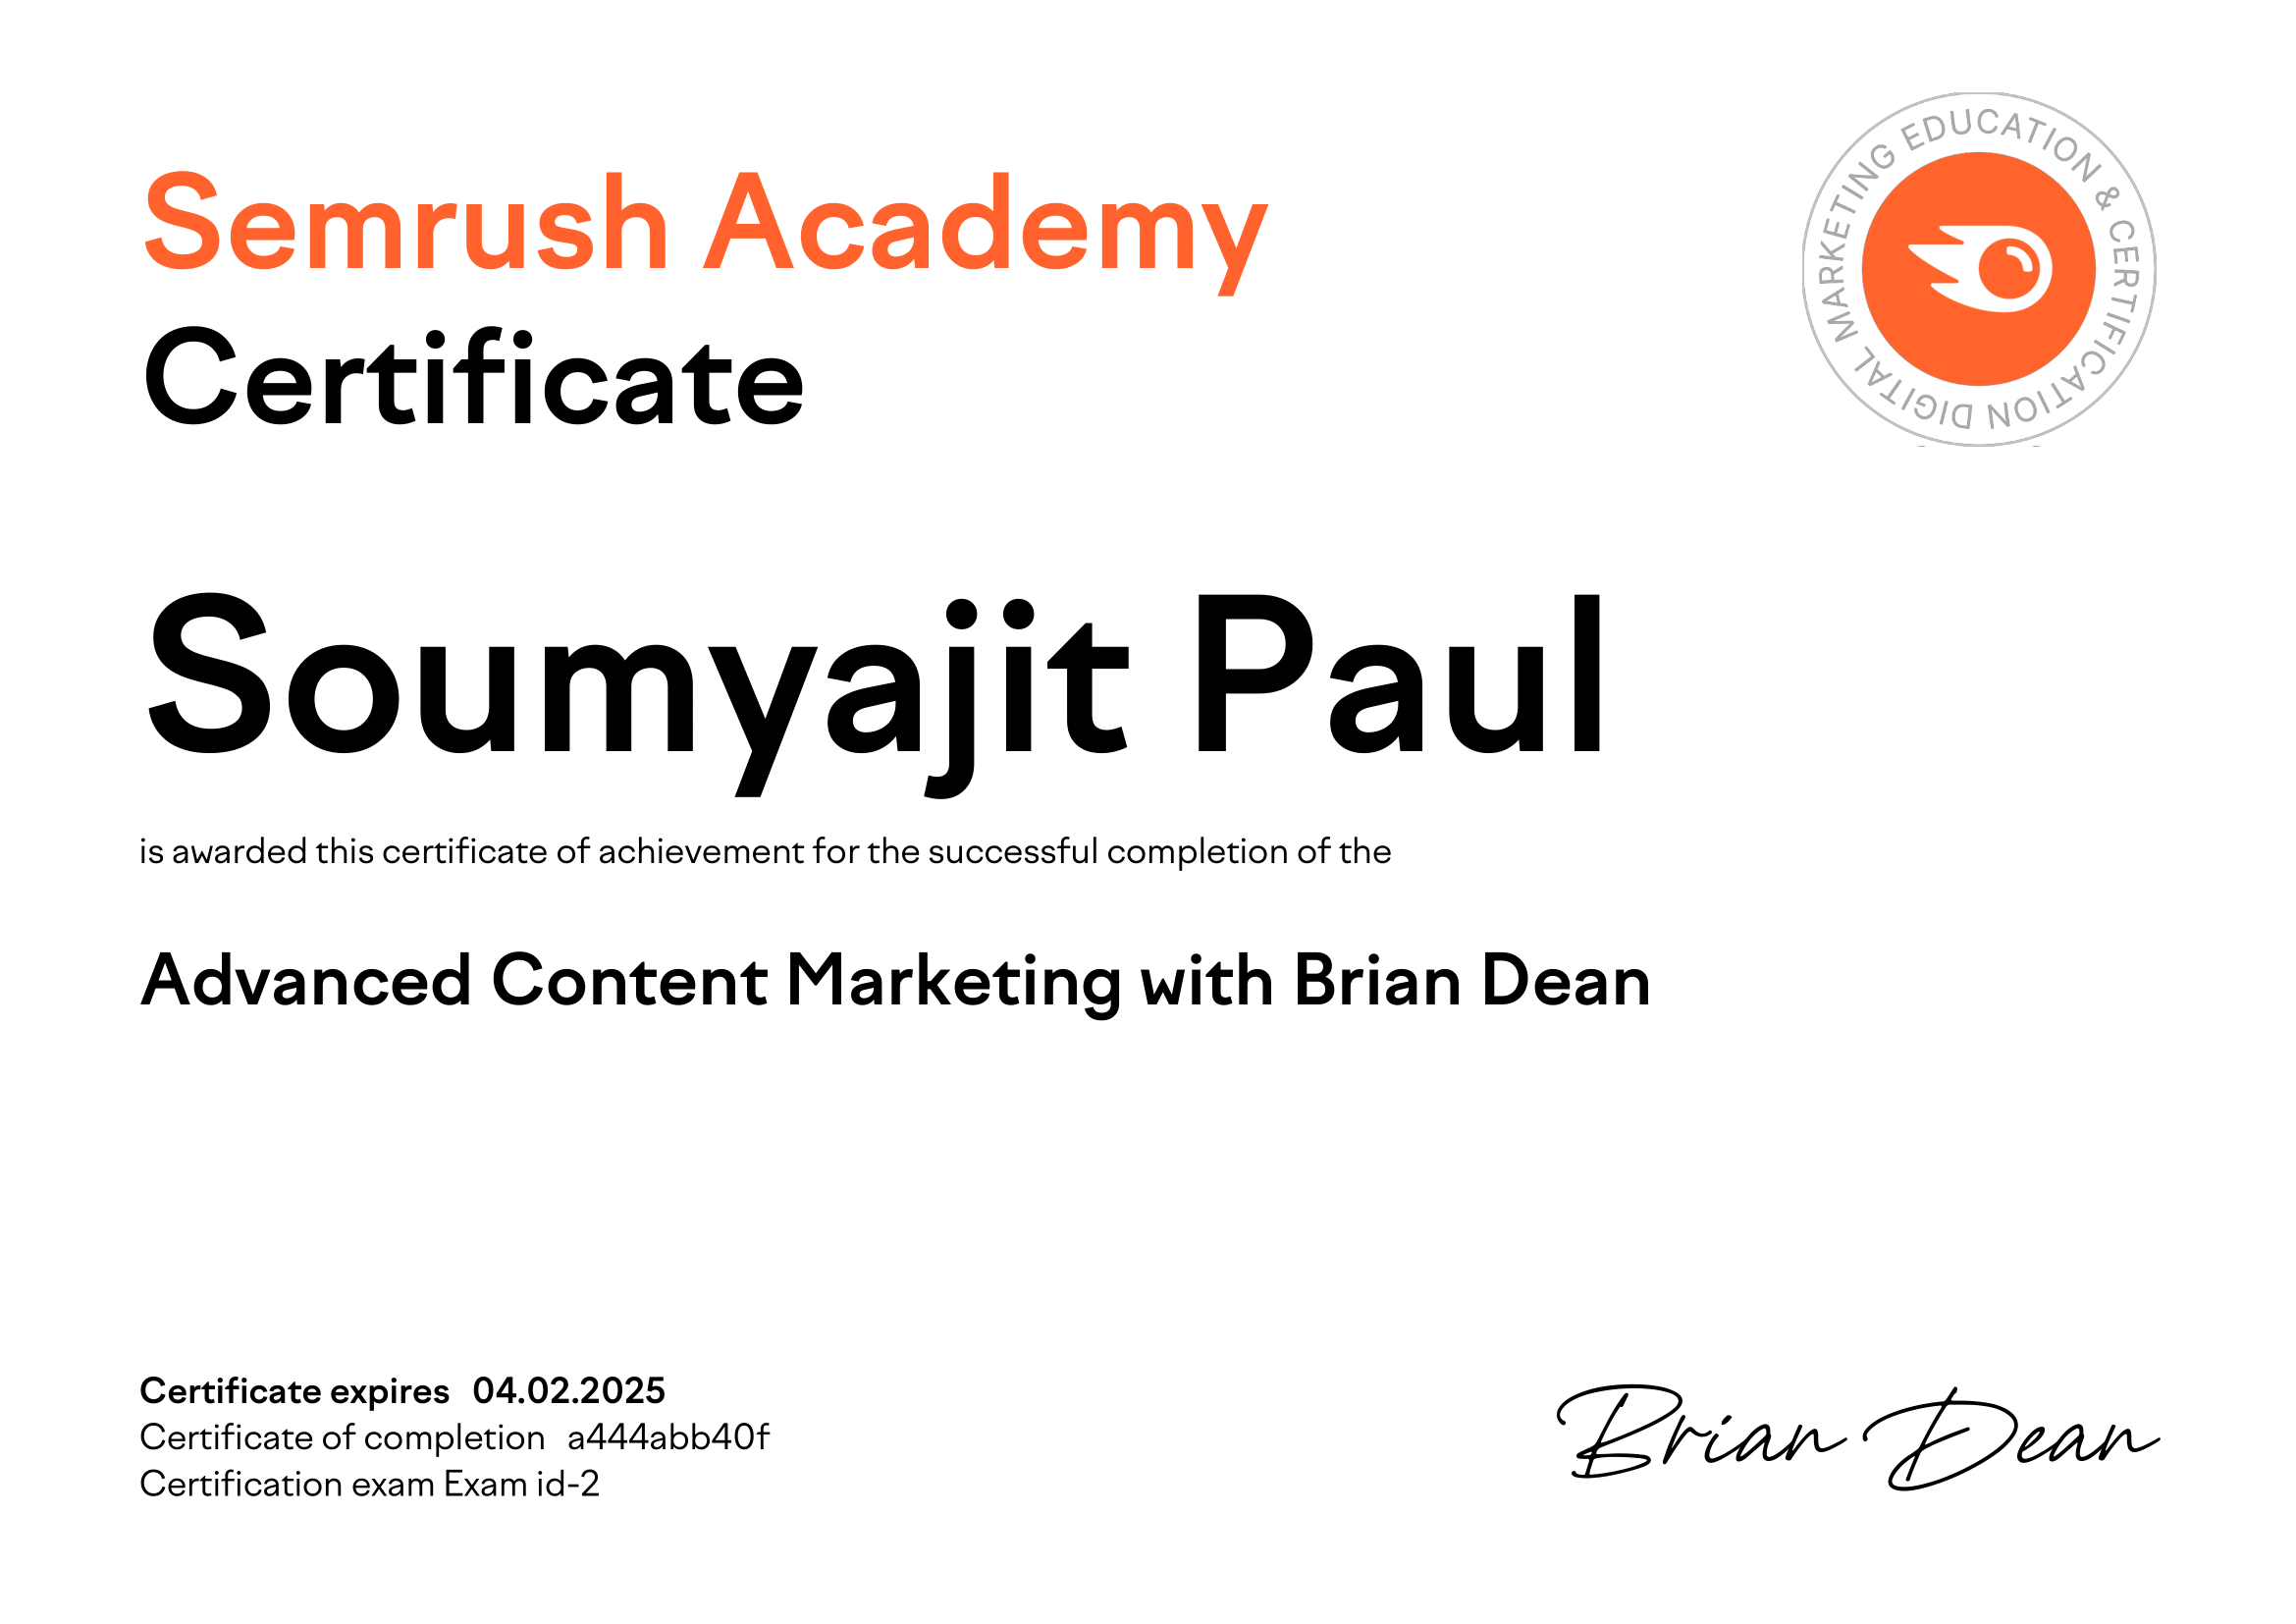 Semrush Academy
Certificate
DIGITAL MARKETING EDUCATION & CERTIFICATION
Soumyajit Paul
is awarded this certificate of achievement for the successful completion of the
Advanced Content Marketing with Brian Dean
Certificate expires 04.02.2025
Certificate of completion a444abb40f
Certification exam Exam id-2
Brian Dean